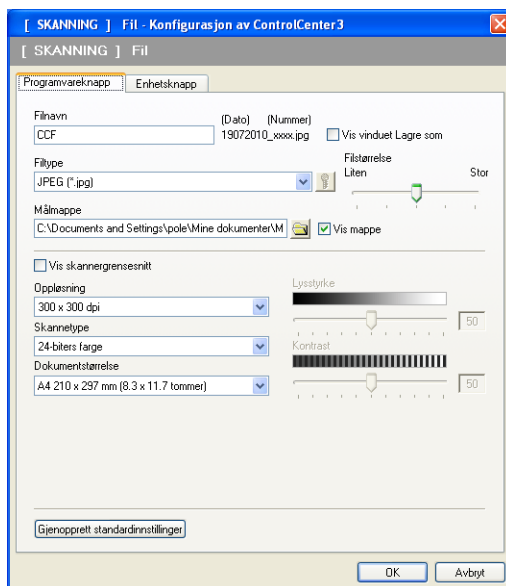 [ SKANNING ] Fil - Konfigurasjon av ControlCenter3
[ SKANNING ] Fil
Programvareknapp Enhetsknapp
Filnavn (Dato) (Nummer)
CCF 19072010_xxxx.jpg Vis vinduet Lagre som
Filtype Filstørrelse
Liten Stor
JPEG (*.jpg)
Målmappe
C:\Documents and Settings\pole\Mine dokumenter\M Vis mappe
Vis skannergrensesnitt
Oppløsning Lysstyrke
300 x 300 dpi 50
Skannetype
24-biters farge Kontrast
Dokumentstørrelse
A4 210 x 297 mm (8.3 x 11.7 tommer) 50
Gjenopprett standardinnstillinger
OK Avbryt